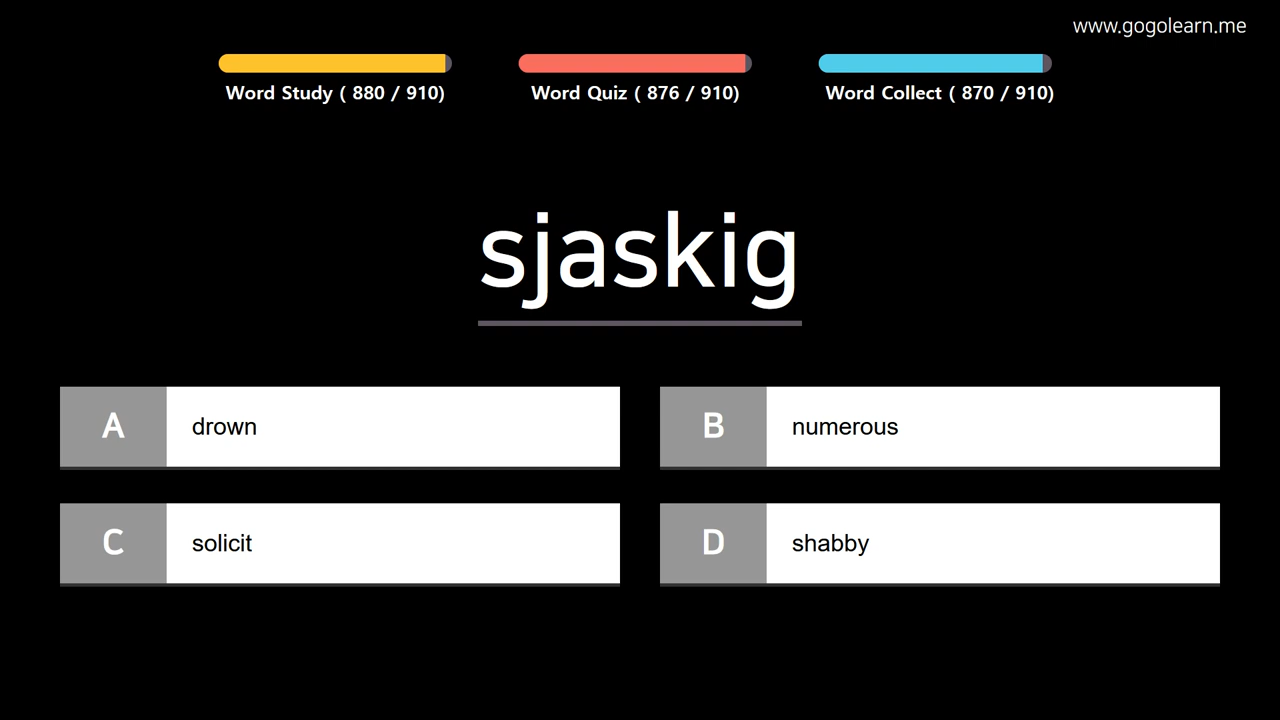 www.gogolearn.me
Word Study ( 880 / 910)
Word Quiz ( 876 / 910)
Word Collect ( 870 / 910)
sjaskig
A drown
B numerous
C solicit
D shabby